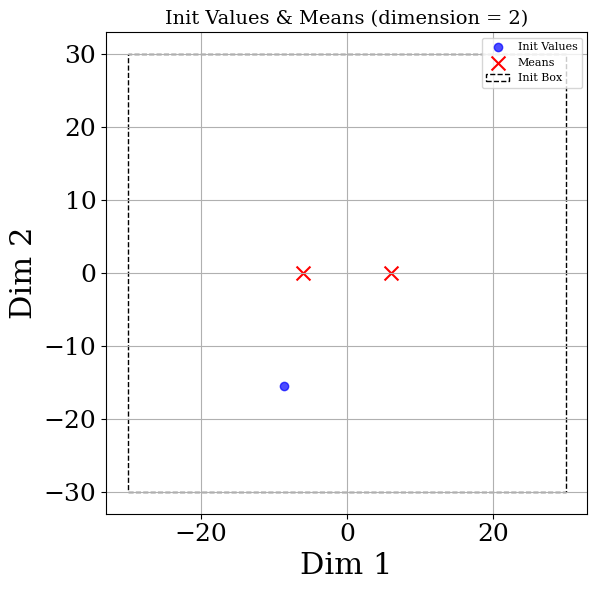 Init Values & Means (dimension = 2)
Init Values
Means
Init Box
30
20
10
0
−10
−20
−30
Dim 2
−20
0
20
Dim 1